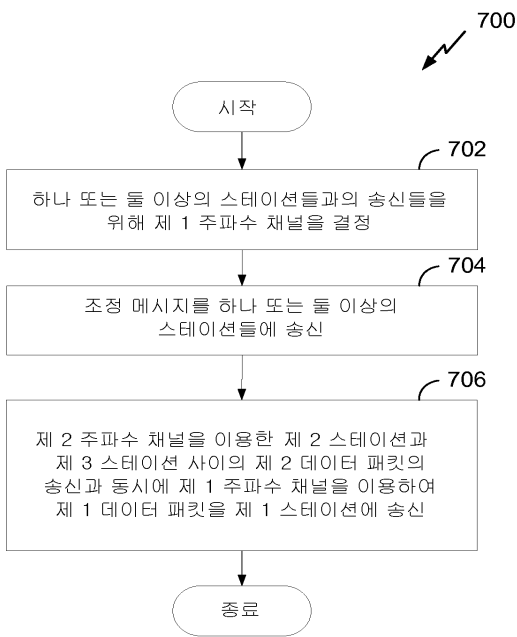 700
시작
702
하나 또는 둘 이상의 스테이션들과의 송신들을
위해 제 1 주파수 채널을 결정
704
조정 메시지를 하나 또는 둘 이상의
스테이션들에 송신
706
제 2 주파수 채널을 이용한 제 2 스테이션과
제 3 스테이션 사이의 제 2 데이터 패킷의
송신과 동시에 제 1 주파수 채널을 이용하여
제 1 데이터 패킷을 제 1 스테이션에 송신
종료